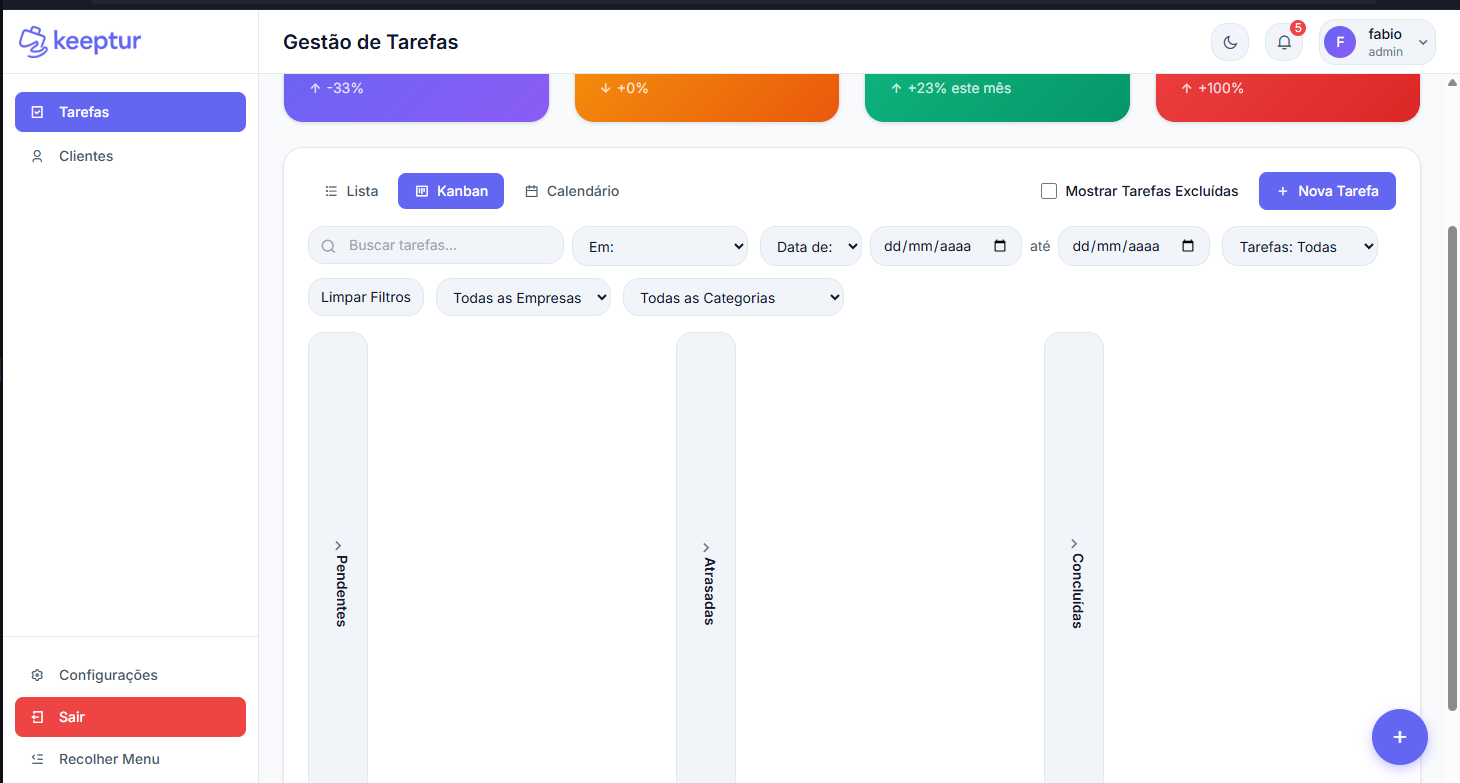 keeptur
Gestão de Tarefas
5
F
fabio
admin
Tarefas
Clientes
↑ -33%
↓ +0%
↑ +23% este mês
↑ +100%
Lista
Kanban
Calendário
Mostrar Tarefas Excluídas
+ Nova Tarefa
Buscar tarefas...
Em:
Data de:
dd/mm/aaaa
até
dd/mm/aaaa
Tarefas: Todas
Limpar Filtros
Todas as Empresas
Todas as Categorias
Pendentes
Atrasadas
Concluídas
Configurações
Sair
Recolher Menu
+